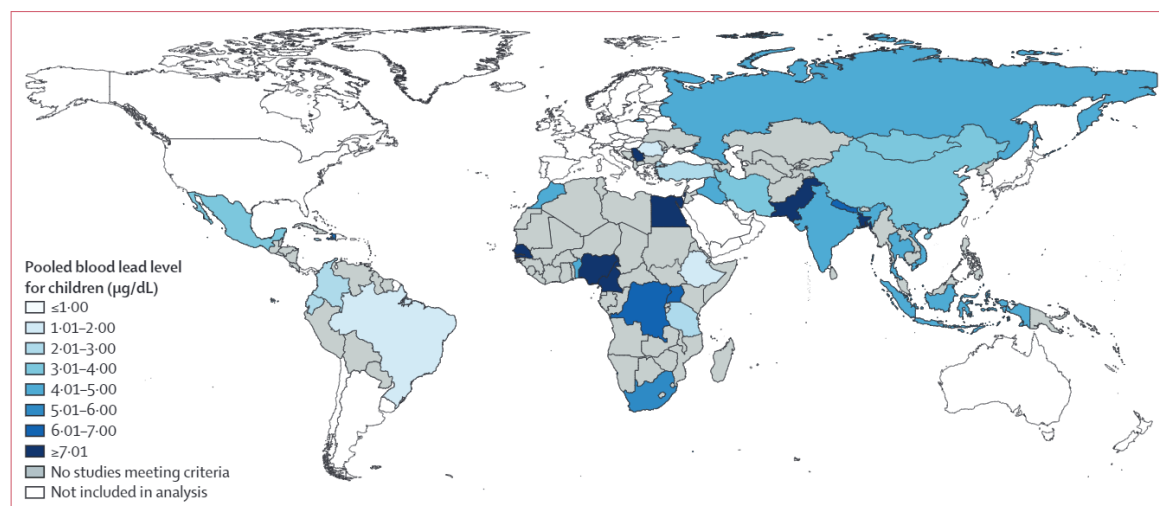 Pooled blood lead level
for children (μg/dL)
≤1·00
1·01–2·00
2·01–3·00
3·01–4·00
4·01–5·00
5·01–6·00
6·01–7·00
≥7·01
No studies meeting criteria
Not included in analysis